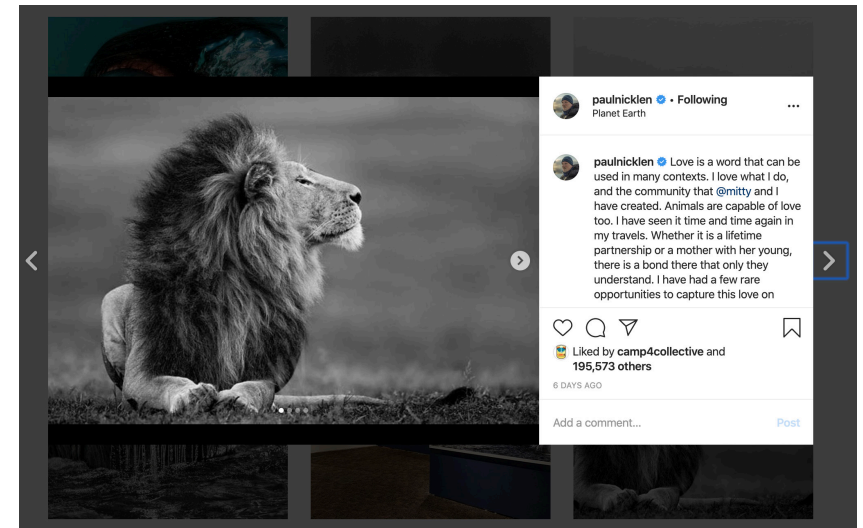 paulnicklen • Following
Planet Earth
paulnicklen Love is a word that can be
used in many contexts. I love what I do,
and the community that @mitty and I
have created. Animals are capable of love
too. I have seen it time and time again in
my travels. Whether it is a lifetime
partnership or a mother with her young,
there is a bond there that only they
understand. I have had a few rare
opportunities to capture this love on
Liked by camp4collective and
195,573 others
6 DAYS AGO
Add a comment... Post